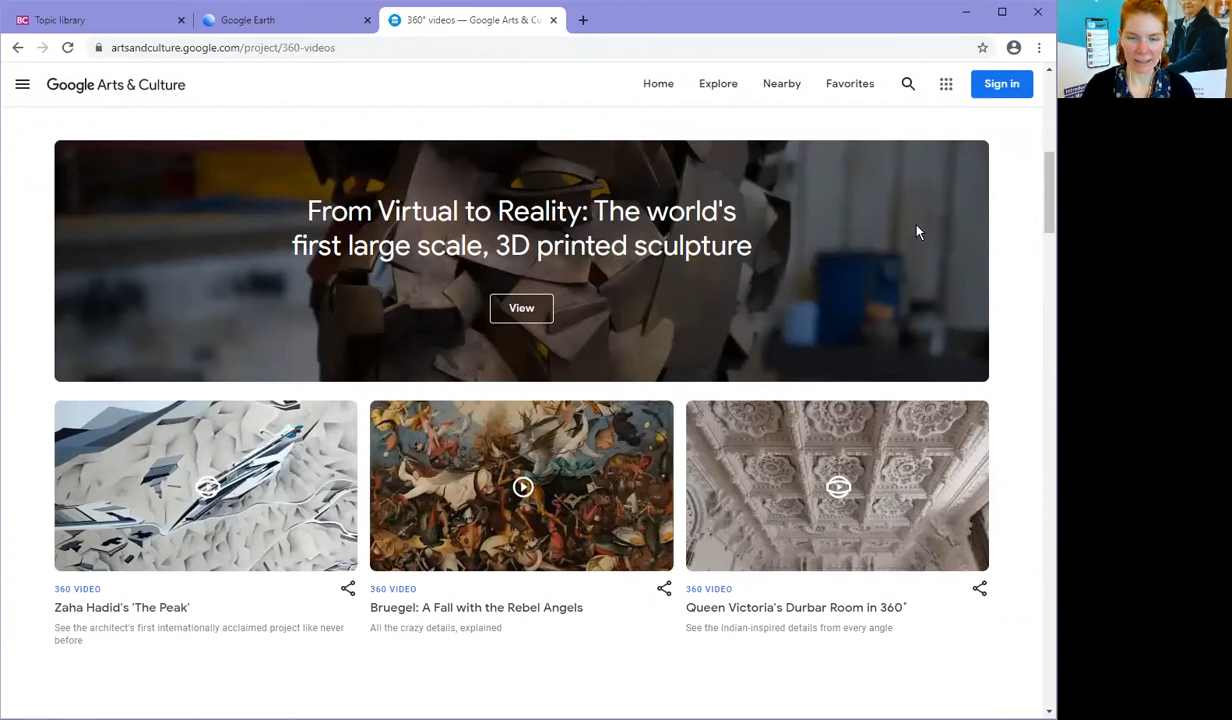 Topic library
Google Earth
360° videos — Google Arts & Cu
artsandculture.google.com/project/360-videos
Google Arts & Culture
Home
Explore
Nearby
Favorites
Sign in
From Virtual to Reality: The world's
first large scale, 3D printed sculpture
View
360 VIDEO
Zaha Hadid's 'The Peak'
See the architect's first internationally acclaimed project like never
before
360 VIDEO
Bruegel: A Fall with the Rebel Angels
All the crazy details, explained
360 VIDEO
Queen Victoria's Durbar Room in 360°
See the Indian-inspired details from every angle